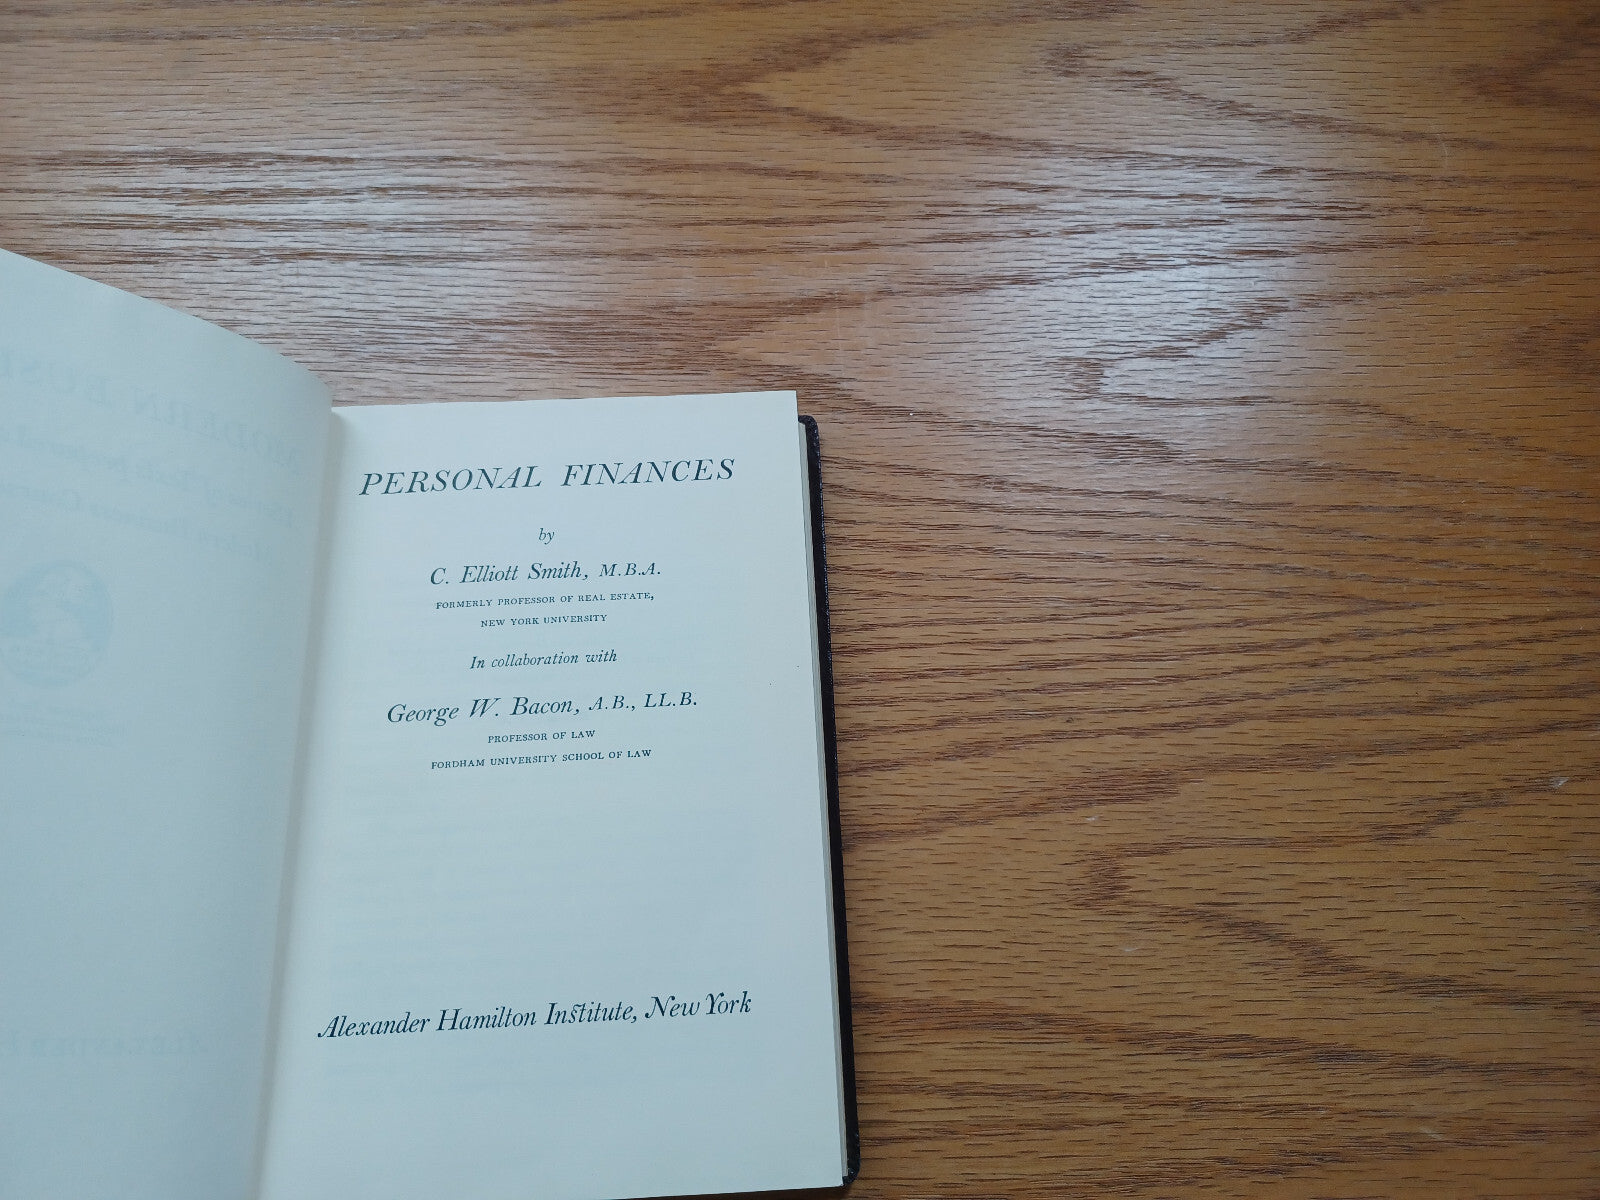 PERSONAL FINANCES
by
C. Elliott Smith, M.B.A.
FORMERLY PROFESSOR OF REAL ESTATE,
NEW YORK UNIVERSITY
In collaboration with
George W. Bacon, A.B., LL.B.
PROFESSOR OF LAW
FORDHAM UNIVERSITY SCHOOL OF LAW
Alexander Hamilton Institute, New York